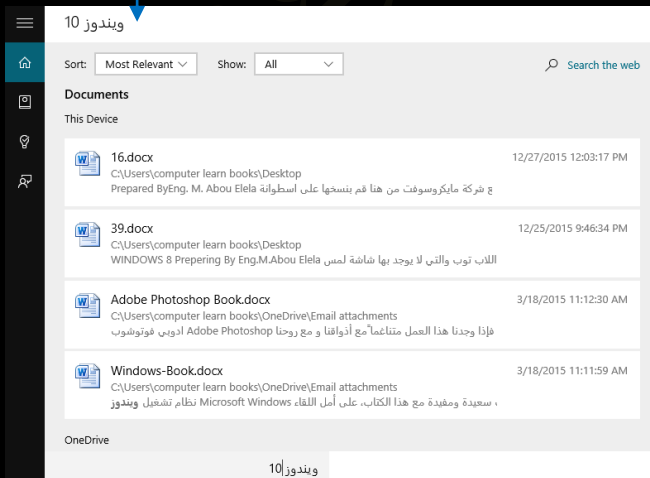 ويندوز 10
Sort: Most Relevant Show: All Search the web
Documents
This Device
16.docx 12/27/2015 12:03:17 PM
C:\Users\computer learn books\Desktop
ع شركة مايكروسوفت من هنا قم بنسخها على اسطوانة Prepared ByEng. M. Abou Elela
39.docx 12/25/2015 9:46:34 PM
C:\Users\computer learn books\Desktop
اللاب توب والتي لا يوجد بها شاشة لمس WINDOWS 8 Prepering By Eng.M.Abou Elela
Adobe Photoshop Book.docx 3/18/2015 11:12:30 AM
C:\Users\computer learn books\OneDrive\Email attachments
فإذا وجدنا هذا العمل متناغماً مع أذواقنا و مع روحنا Adobe Photoshop ادوبي فوتوشوب
Windows-Book.docx 3/18/2015 11:11:59 AM
C:\Users\computer learn books\OneDrive\Email attachments
ت سعيدة ومفيدة مع هذا الكتاب، على أمل اللقاء Microsoft Windows نظام تشغيل ويندوز
OneDrive
ويندوز10